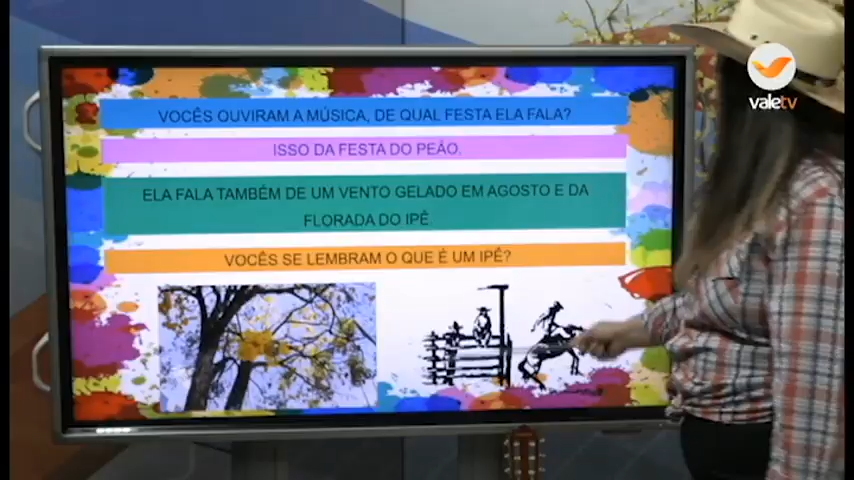 valetv
VOCÊS OUVIRAM A MÚSICA, DE QUAL FESTA ELA FALA?
ISSO DA FESTA DO PEÃO.
ELA FALA TAMBÉM DE UM VENTO GELADO EM AGOSTO E DA
FLORADA DO IPÊ
VOCÊS SE LEMBRAM O QUE É UM IPÊ?